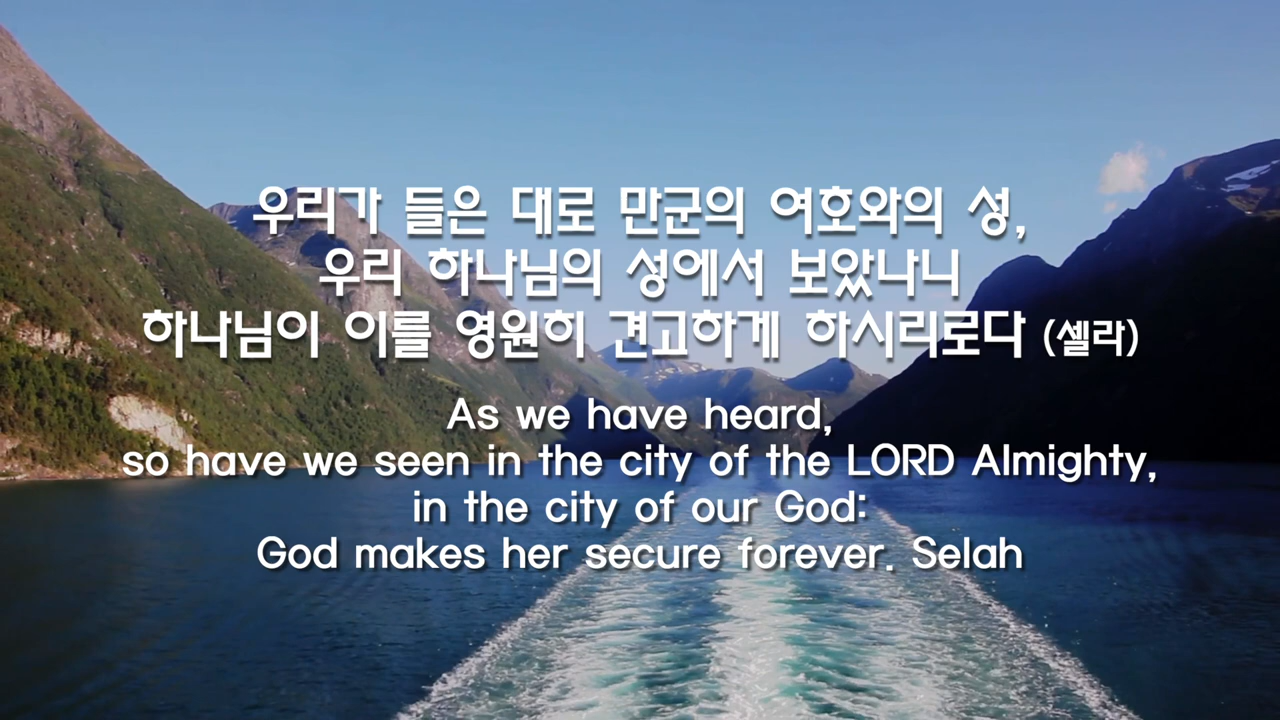 우리가 들은 대로 만군의 여호와의 성,
우리 하나님의 성에서 보았나니
하나님이 이를 영원히 견고하게 하시리로다 (셀라)
As we have heard,
so have we seen in the city of the LORD Almighty,
in the city of our God:
God makes her secure forever. Selah